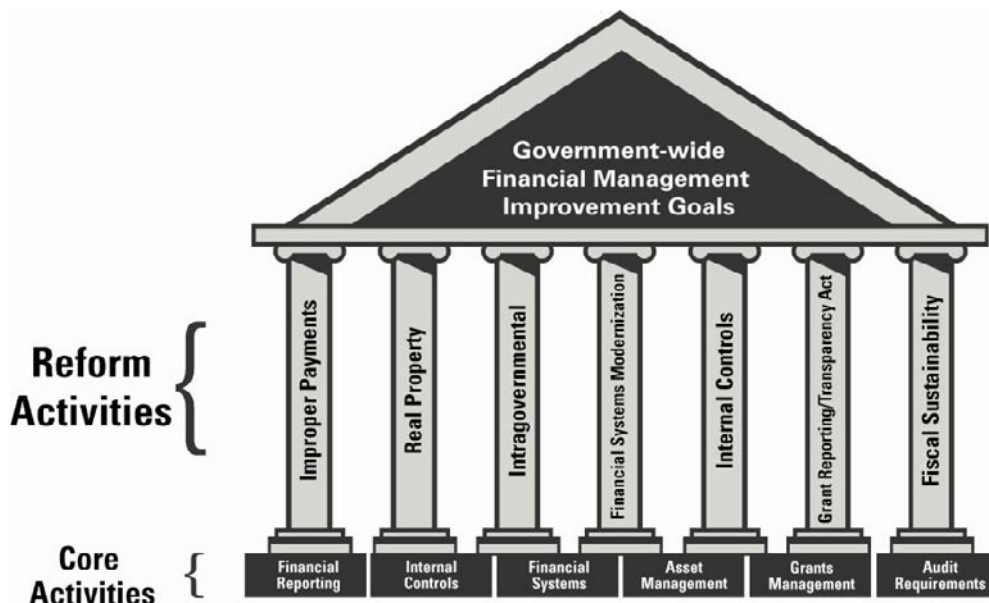 Government-wide
Financial Management
Improvement Goals
Reform
Activities
Improper Payments
Real Property
Intragovernmental
Financial Systems Modernization
Internal Controls
Grant Reporting/Transparency Act
Fiscal Sustainability
Core
Activities
Financial
Reporting
Internal
Controls
Financial
Systems
Asset
Management
Grants
Management
Audit
Requirements